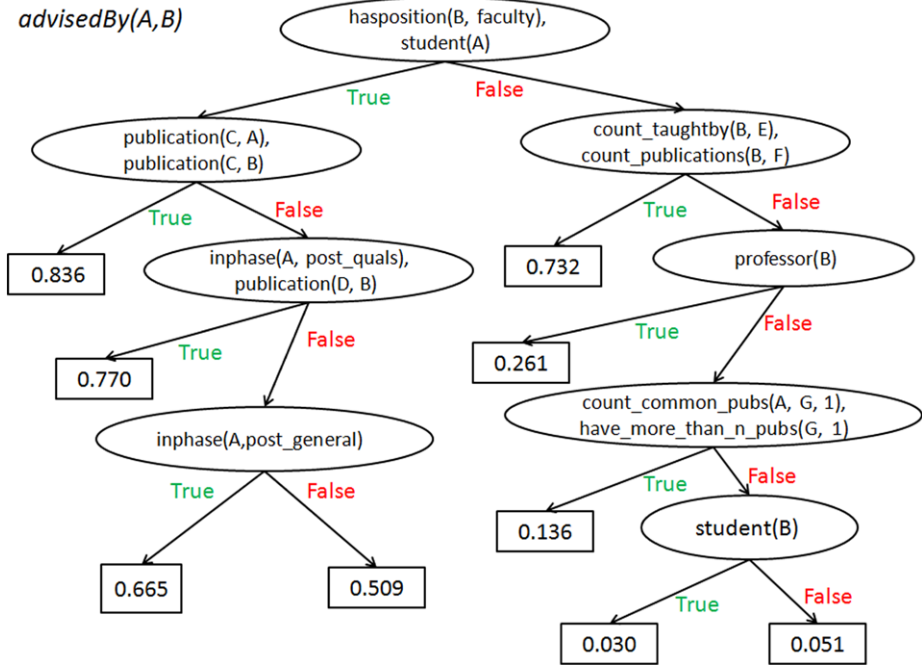 advisedBy(A,B)
hasposition(B, faculty),
student(A)
True
False
publication(C, A),
publication(C, B)
count_taughtby(B, E),
count_publications(B, F)
True
False
True
False
0.836
inphase(A, post_quals),
publication(D, B)
0.732
professor(B)
True
False
True
False
0.770
0.261
inphase(A,post_general)
count_common_pubs(A, G, 1),
have_more_than_n_pubs(G, 1)
True
False
True
False
0.136
student(B)
0.665
0.509
True
False
0.030
0.051